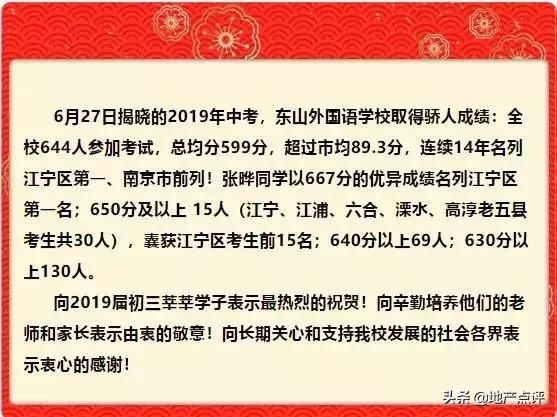 6月27日揭晓的2019年中考，东山外国语学校取得骄人成绩：全
校644人参加考试，总均分599分，超过市均89.3分，连续14年名列
江宁区第一、南京市前列！张晔同学以667分的优异成绩名列江宁区
第一名；650分及以上 15人（江宁、江浦、六合、溧水、高淳老五县
考生共30人），囊获江宁区考生前15名；640分以上69人；630分以
上130人。
向2019届初三莘莘学子表示最热烈的祝贺！向辛勤培养他们的老
师和家长表示由衷的敬意！向长期关心和支持我校发展的社会各界表
示衷心的感谢！
头条 @地产点评